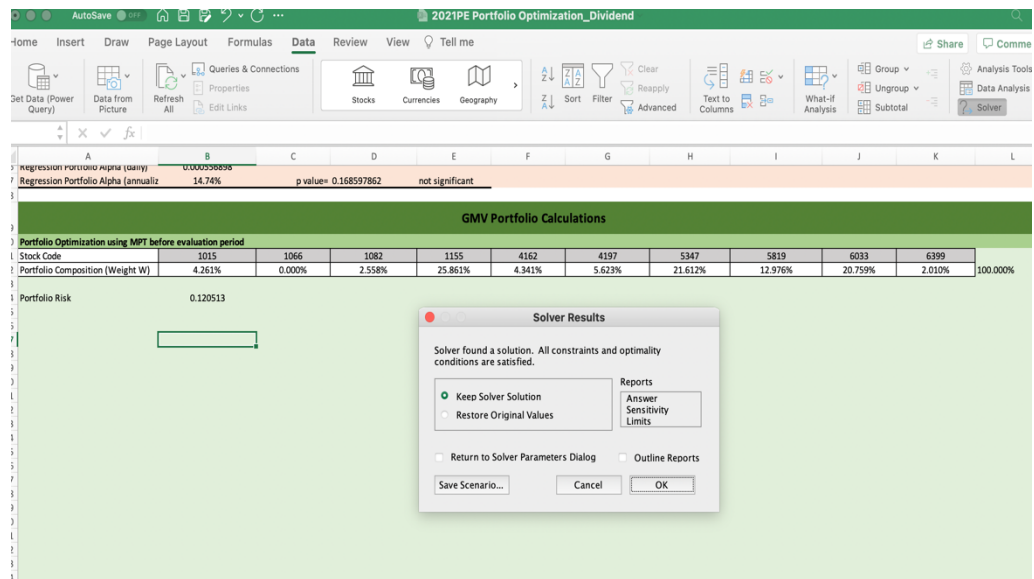 AutoSave OFF 2021PE Portfolio Optimization_Dividend
Home Insert Draw Page Layout Formulas Data Review View Tell me Share Comme
Get Data (Power Query) Data from Picture Refresh All Queries & Connections Properties Edit Links Stocks Currencies Geography Sort Filter Clear Reapply Advanced Text to Columns What-if Analysis Group Ungroup Subtotal Analysis Tools Data Analysis Solver
fx
A B C D E F G H I J K L
Regression Portfolio Alpha (daily) 0.000556898
Regression Portfolio Alpha (annualiz 14.74% p value= 0.168597862 not significant
GMV Portfolio Calculations
Portfolio Optimization using MPT before evaluation period
Stock Code 1015 1066 1082 1155 4162 4197 5347 5819 6033 6399
Portfolio Composition (Weight W) 4.261% 0.000% 2.558% 25.861% 4.341% 5.623% 21.612% 12.976% 20.759% 2.010% 100.000%
Portfolio Risk 0.120513
Solver Results
Solver found a solution. All constraints and optimality
conditions are satisfied.
Reports
Keep Solver Solution
Restore Original Values
Answer
Sensitivity
Limits
Return to Solver Parameters Dialog Outline Reports
Save Scenario... Cancel OK